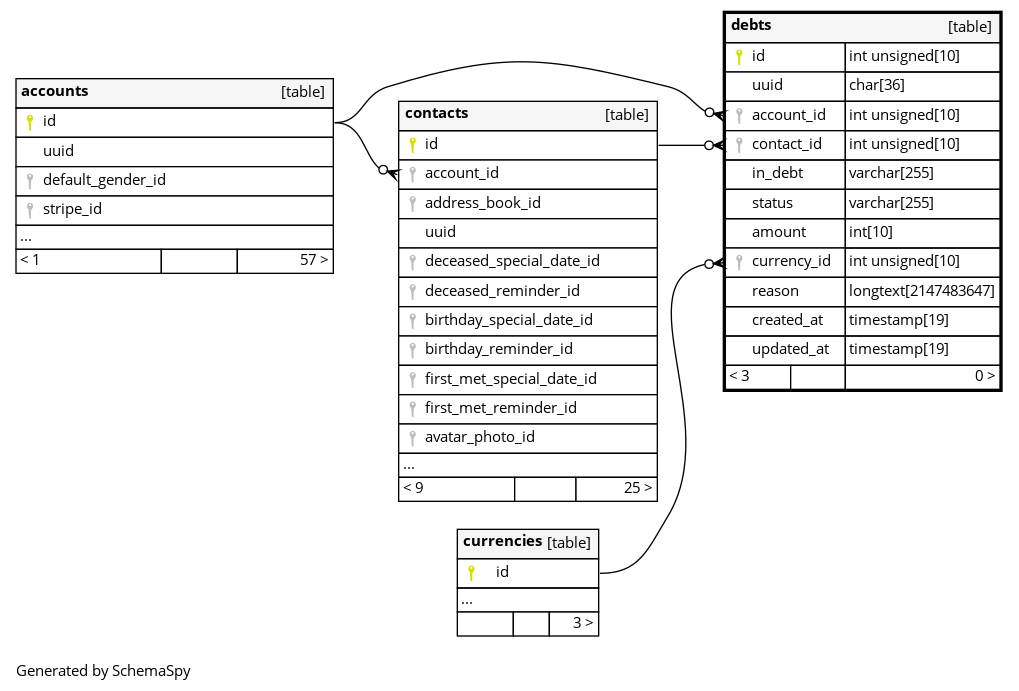 accounts [table]
id
uuid
default_gender_id
stripe_id
...
< 1 57 >
contacts [table]
id
account_id
address_book_id
uuid
deceased_special_date_id
deceased_reminder_id
birthday_special_date_id
birthday_reminder_id
first_met_special_date_id
first_met_reminder_id
avatar_photo_id
...
< 9 25 >
debts [table]
id int unsigned[10]
uuid char[36]
account_id int unsigned[10]
contact_id int unsigned[10]
in_debt varchar[255]
status varchar[255]
amount int[10]
currency_id int unsigned[10]
reason longtext[2147483647]
created_at timestamp[19]
updated_at timestamp[19]
< 3 0 >
currencies [table]
id
...
3 >
Generated by SchemaSpy